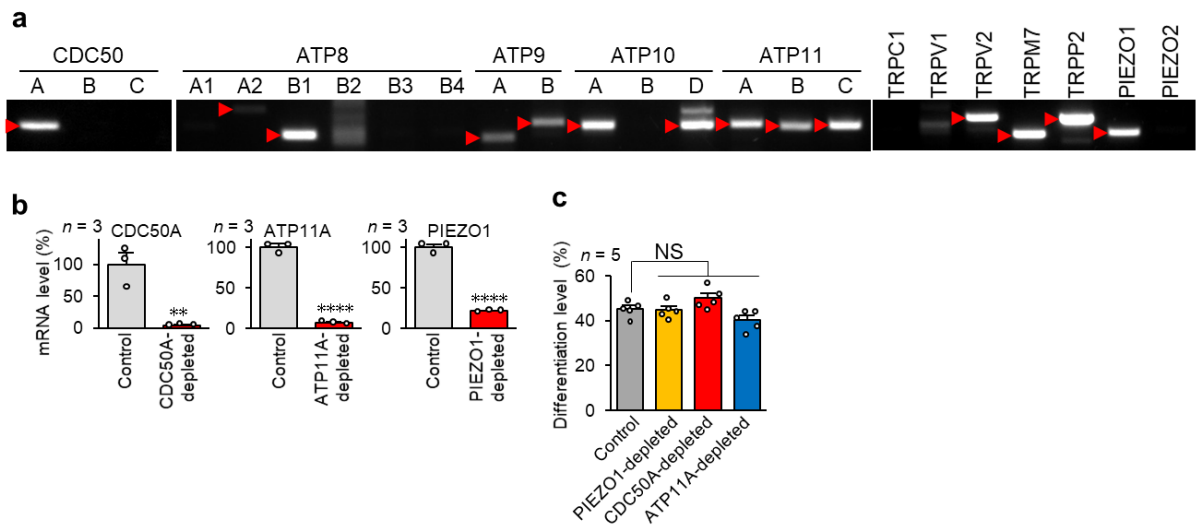 a
CDC50 ATP8 ATP9 ATP10 ATP11
A B C A1 A2 B1 B2 B3 B4 A B A B D A B C
TRPC1 TRPV1 TRPV2 TRPM7 TRPP2 PIEZO1 PIEZO2
b
mRNA level (%)
n = 3 CDC50A
100
50
0
**
Control
CDC50A-
depleted
n = 3 ATP11A
100
50
0
****
Control
ATP11A-
depleted
n = 3 PIEZO1
100
50
0
****
Control
PIEZO1-
depleted
c
Differentiation level (%)
n = 5 NS
60
40
20
0
Control
PIEZO1-depleted
CDC50A-depleted
ATP11A-depleted